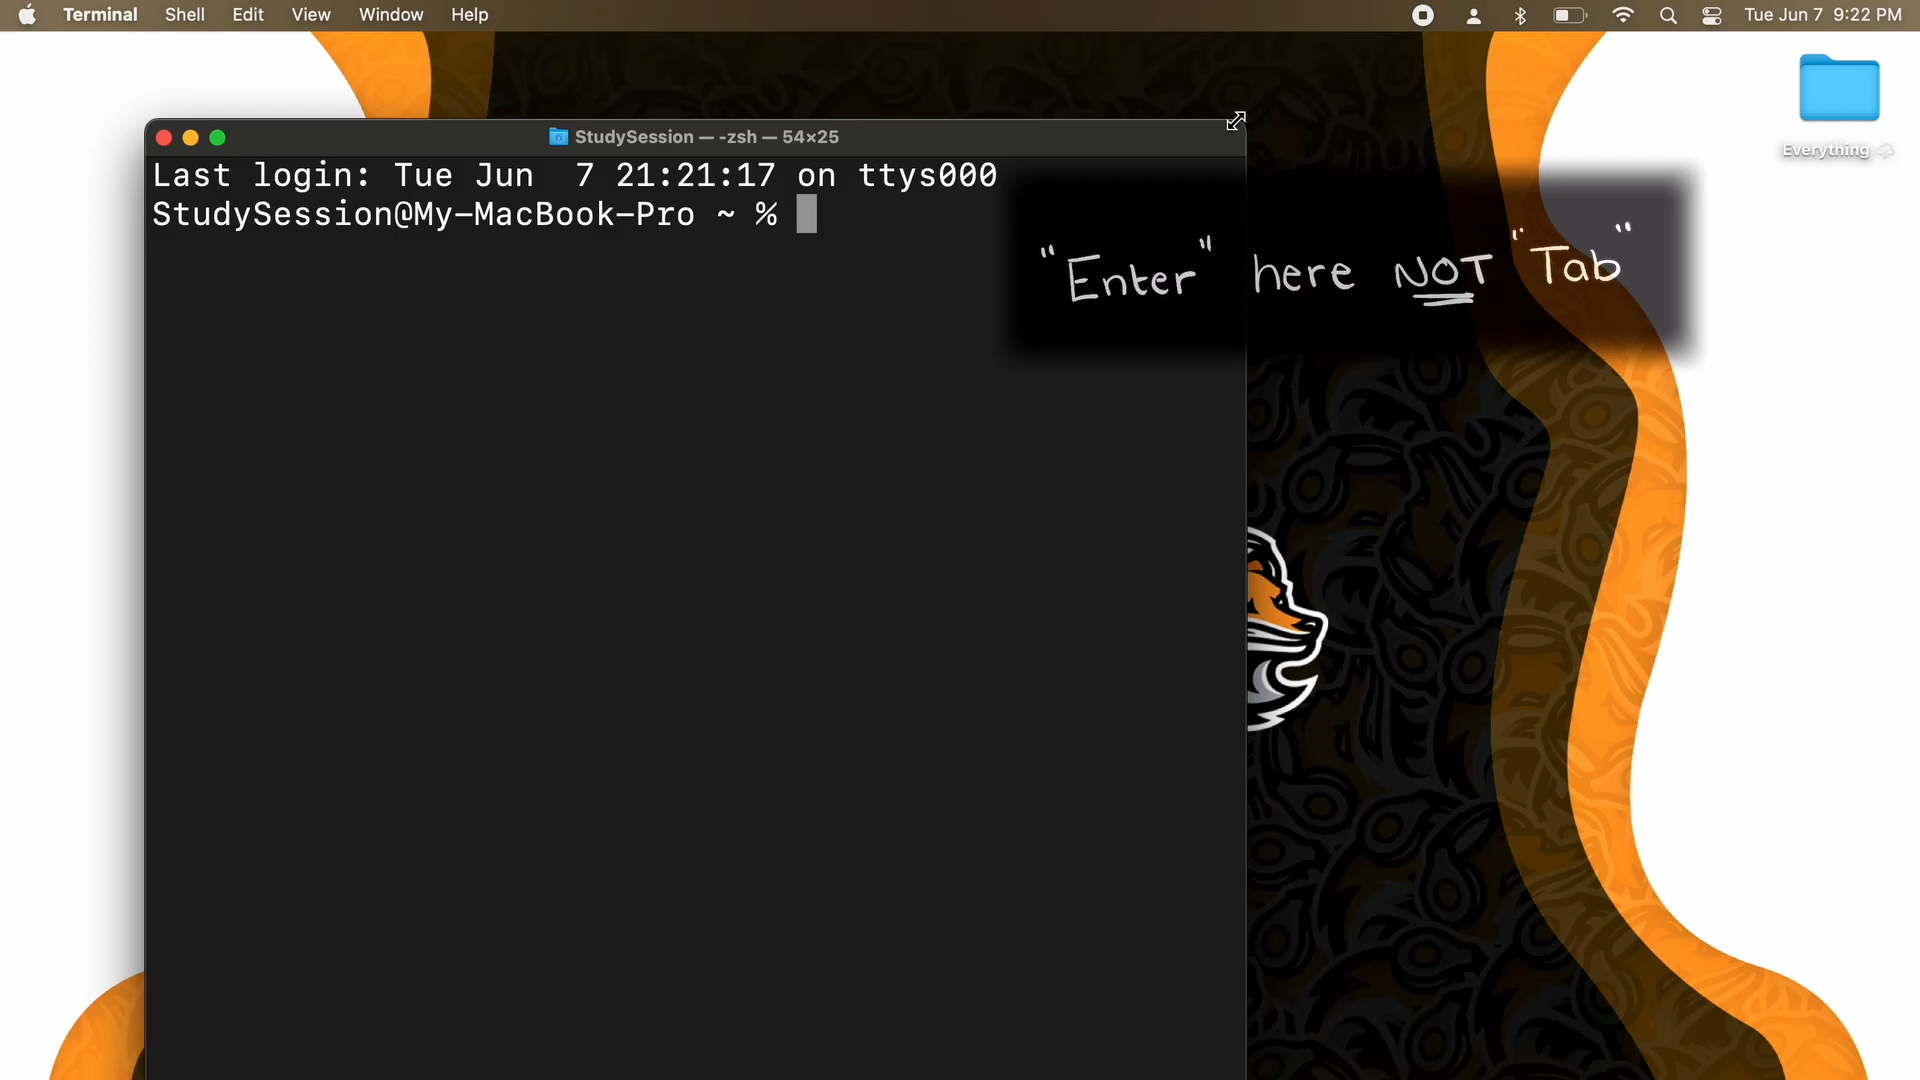 Terminal Shell Edit View Window Help Tue Jun 7 9:22 PM
Everything
StudySession — -zsh — 54×25
Last login: Tue Jun  7 21:21:17 on ttys000
StudySession@My-MacBook-Pro ~ %
"Enter" here NOT "Tab"